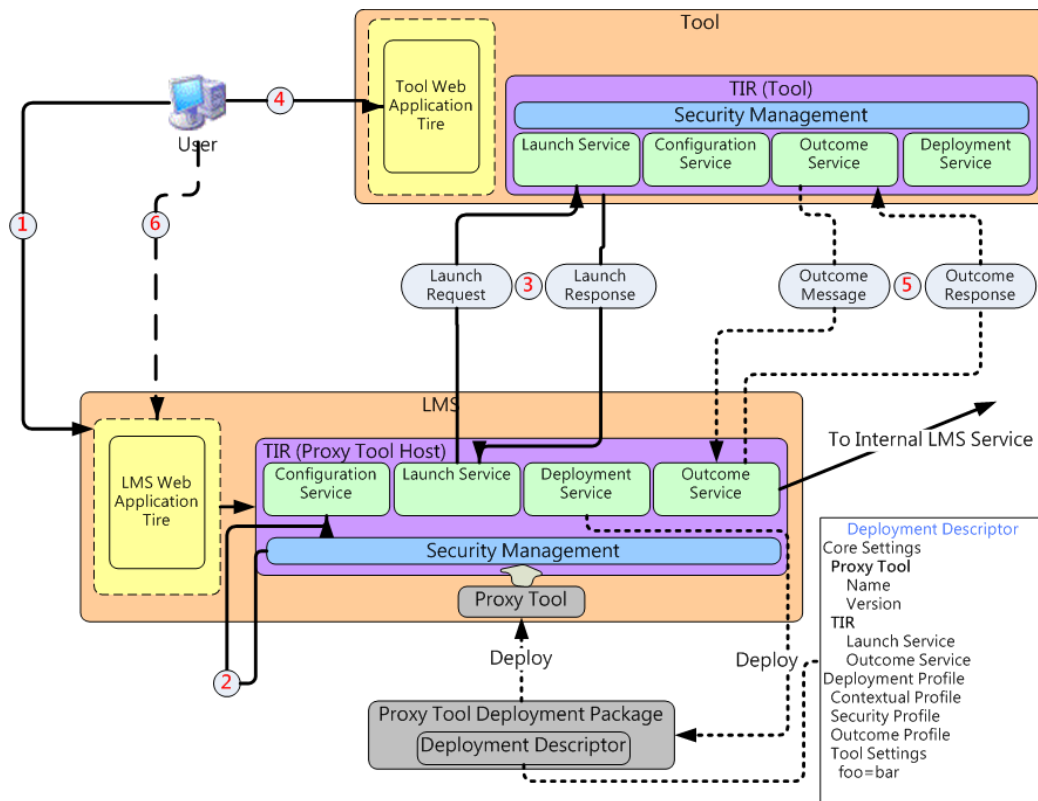 Tool
Tool Web
Application
Tire
TIR (Tool)
Security Management
Launch Service
Configuration
Service
Outcome
Service
Deployment
Service
User
4
1
6
Launch
Request
3
Launch
Response
Outcome
Message
5
Outcome
Response
LMS
To Internal LMS Service
LMS Web
Application
Tire
TIR (Proxy Tool Host)
Configuration
Service
Launch Service
Deployment
Service
Outcome
Service
Security Management
Proxy Tool
2
Deploy
Deploy
Proxy Tool Deployment Package
Deployment Descriptor
Deployment Descriptor
Core Settings
Proxy Tool
Name
Version
TIR
Launch Service
Outcome Service
Deployment Profile
Contextual Profile
Security Profile
Outcome Profile
Tool Settings
foo=bar